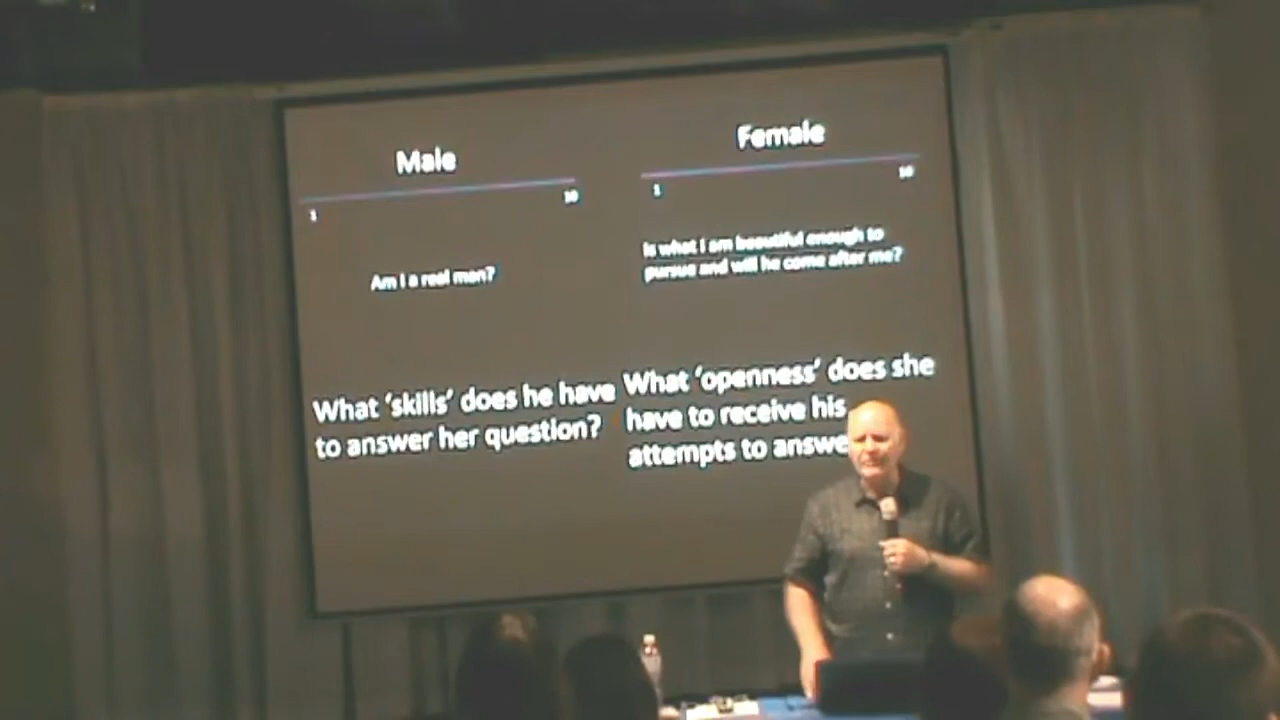 Male
1 10
Am I a real man?
What 'skills' does he have
to answer her question?
Female
1 10
Is what I am beautiful enough to
pursue and will he come after me?
What 'openness' does she
have to receive his
attempts to answe